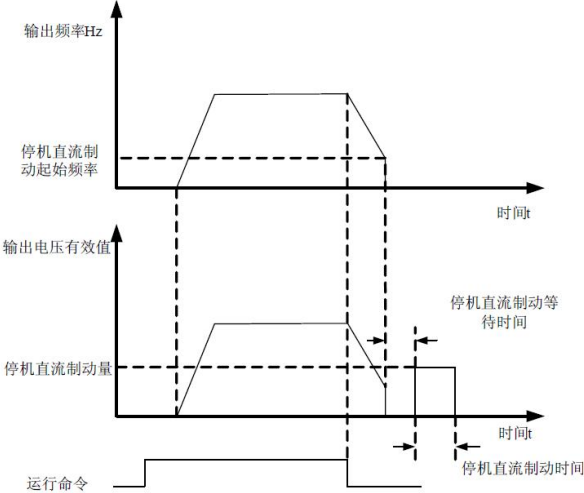 输出频率Hz
停机直流制
动起始频率
时间t
输出电压有效值
停机直流制动等
待时间
停机直流制动量
时间t
停机直流制动时间
运行命令